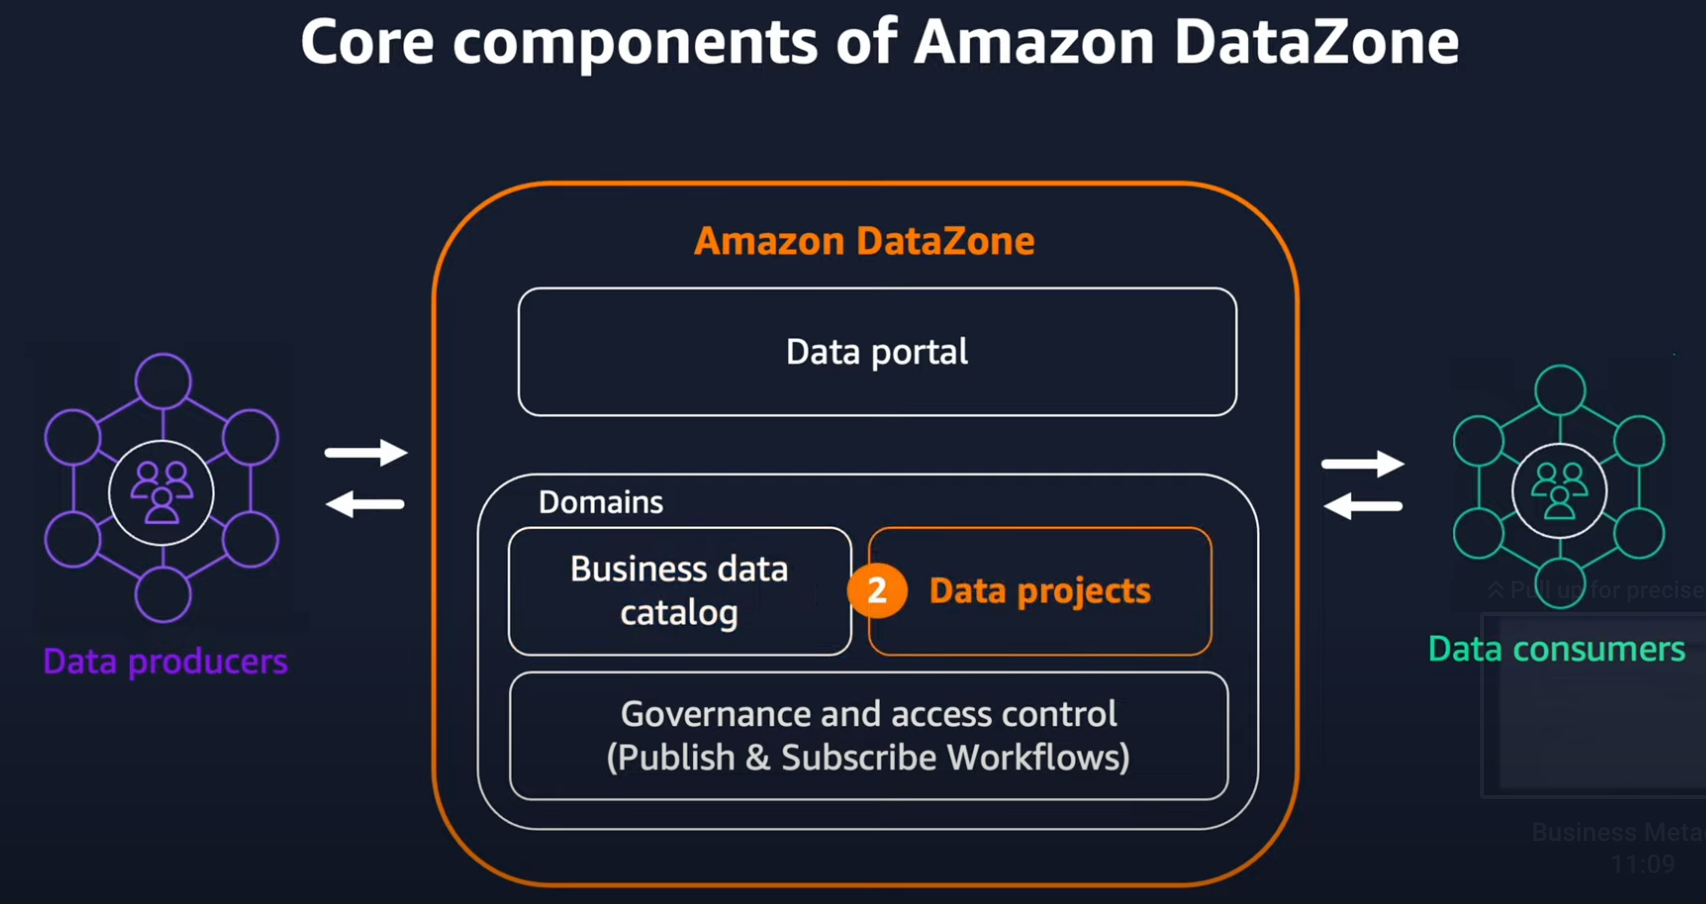 Core components of Amazon DataZone
Amazon DataZone
Data portal
Domains
Business data
catalog
2
Data projects
Governance and access control
(Publish & Subscribe Workflows)
Data producers
Data consumers
Pull up for precise
Business Meta
11:09